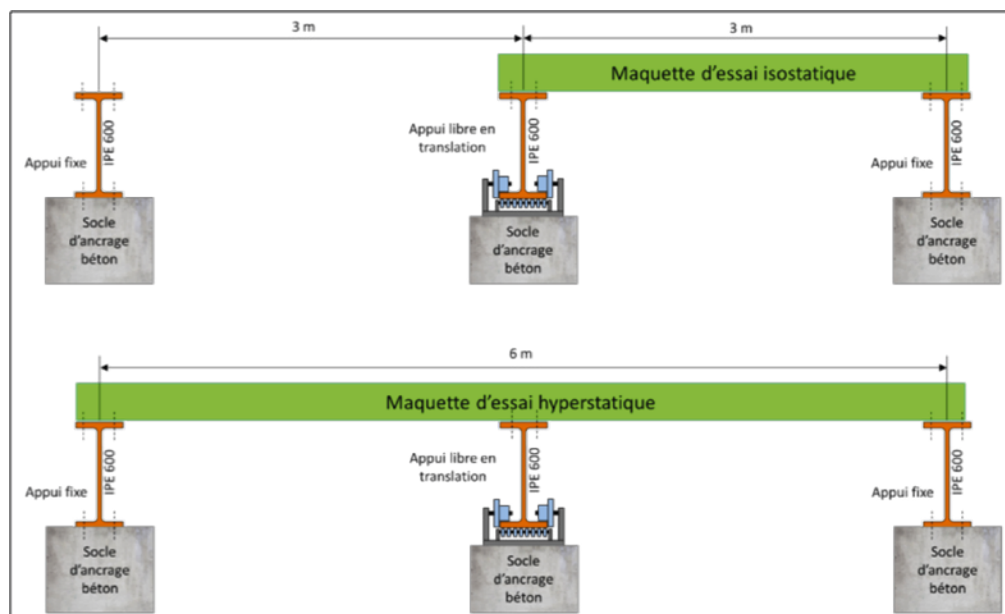 3 m
3 m
Maquette d'essai isostatique
Appui libre en
translation
IPE 600
IPE 600
IPE 600
Appui fixe
Appui fixe
Socle
d'ancrage
béton
Socle
d'ancrage
béton
Socle
d'ancrage
béton
6 m
Maquette d'essai hyperstatique
Appui libre en
translation
IPE 600
IPE 600
IPE 600
Appui fixe
Appui fixe
Socle
d'ancrage
béton
Socle
d'ancrage
béton
Socle
d'ancrage
béton